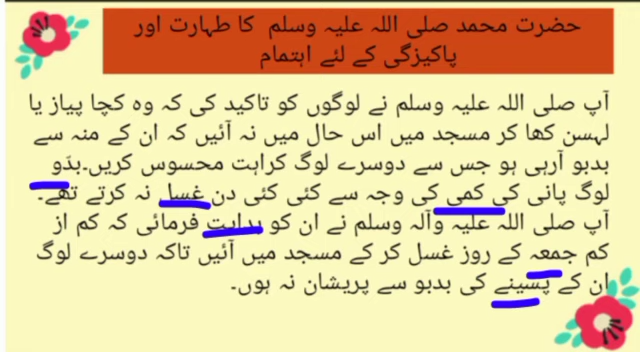 حضرت محمد صلی اللہ علیہ وسلم کا طہارت اور
پاکیزگی کے لئے اہتمام
آپ صلی اللہ علیہ وسلم نے لوگوں کو تاکید کی کہ وہ کچا پیاز یا
لہسن کھا کر مسجد میں اس حال میں نہ آئیں کہ ان کے منہ سے
بدبو آرہی ہو جس سے دوسرے لوگ کراہت محسوس کریں۔بدّو
لوگ پانی کی کمی کی وجہ سے کئی کئی دن غسل نہ کرتے تھے۔
آپ صلی اللہ علیہ وآلہ وسلم نے ان کو ہدایت فرمائی کہ کم از
کم جمعہ کے روز غسل کر کے مسجد میں آئیں تاکہ دوسرے لوگ
ان کے پسینے کی بدبو سے پریشان نہ ہوں۔